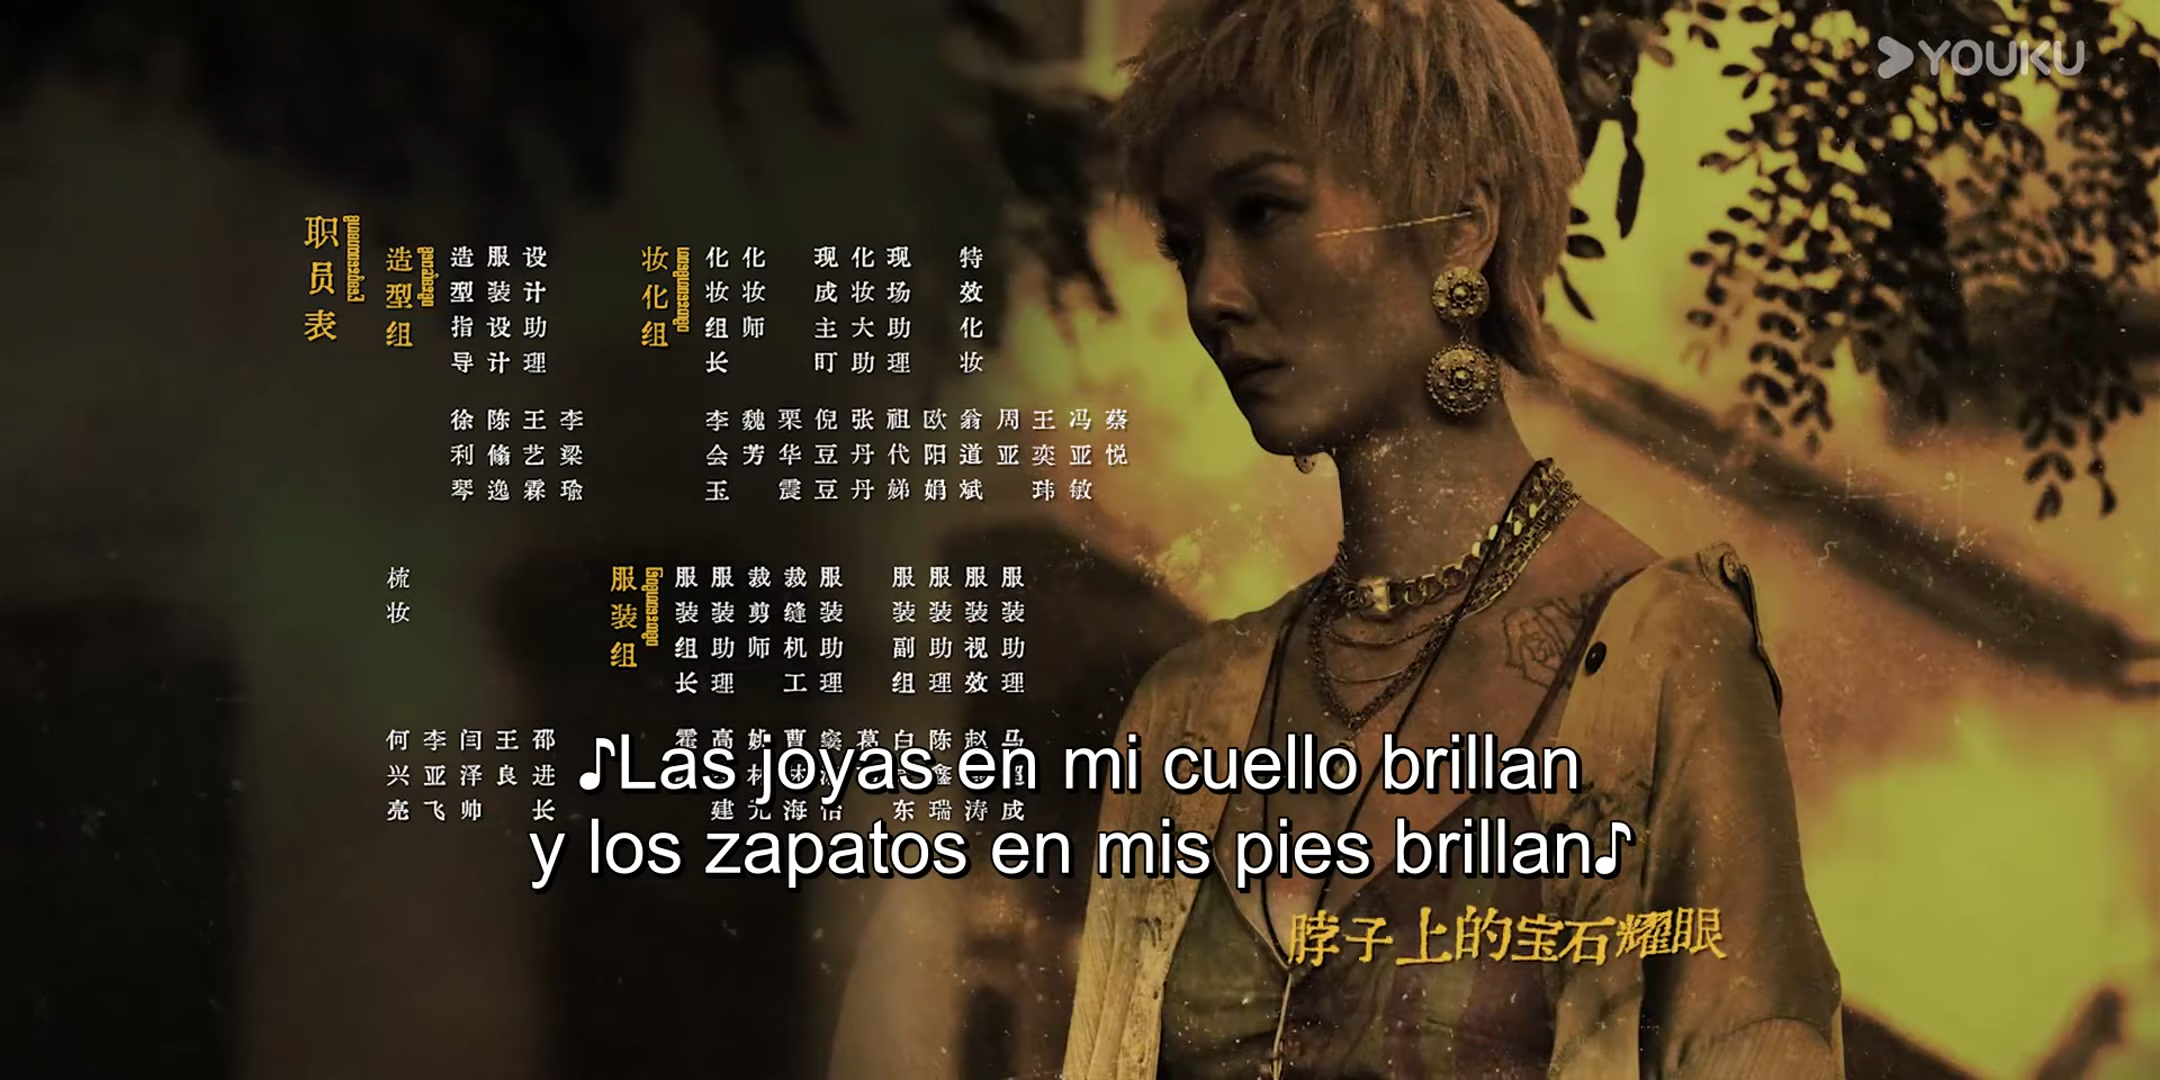 YOUKU
职员表
造型组
造型指导
服装设计
设计助理
徐利琴
陈脩逸
王艺霖
李梁瑜
妆化组
化妆组长
化妆师
现成主盯
化妆大助
现场助理
特效化妆
李会玉
魏芳
栗华震
倪豆豆
张丹丹
祖代娣
欧阳娟
翁道斌
周亚
王奕玮
冯亚敏
蔡悦
梳妆
何兴亮
李亚飞
闫泽帅
王良
邵进长
服装组
服装组长
服装助理
裁剪师
裁缝机工
服装助理
服装副组
服装助理
服装视效
服装助理
陈鑫瑞
♪Las joyas en mi cuello brillan
y los zapatos en mis pies brillan♪
脖子上的宝石耀眼